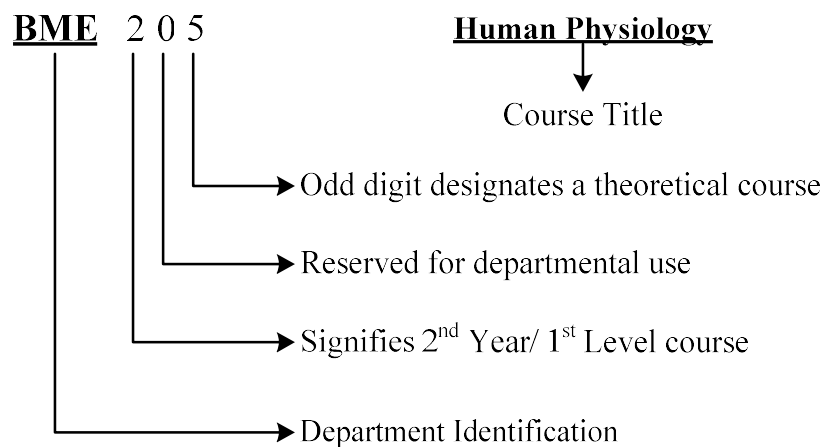 BME 2 0 5 Human Physiology
Course Title
Odd digit designates a theoretical course
Reserved for departmental use
Signifies 2nd Year/ 1st Level course
Department Identification